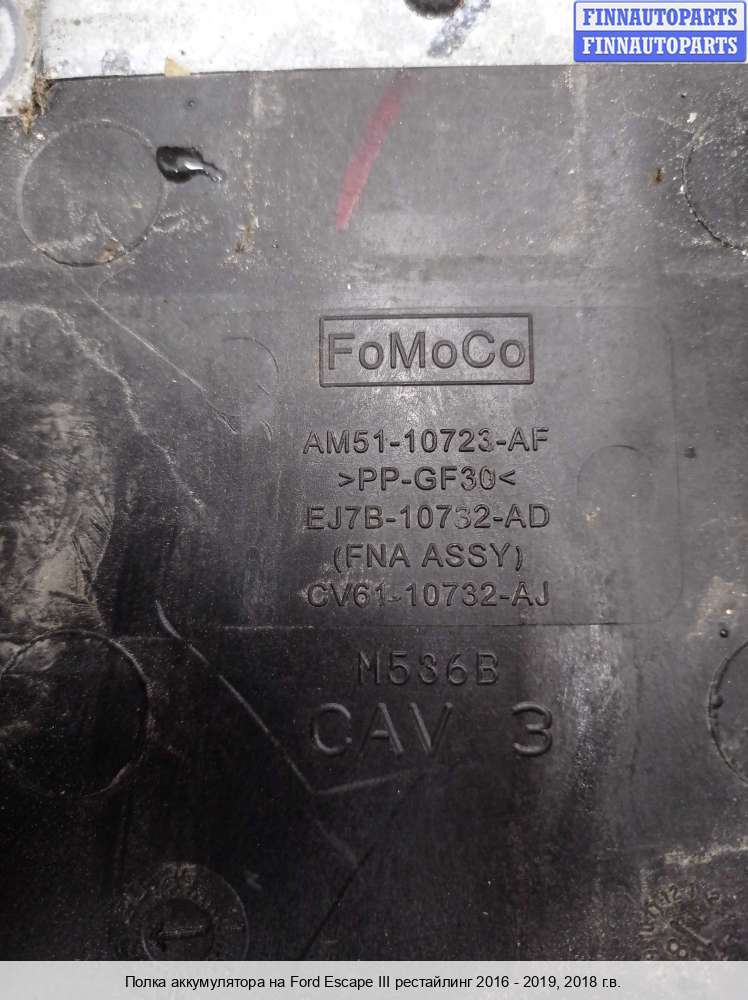 FINNAUTOPARTS
FINNAUTOPARTS
FoMoCo
AM51-10723-AF
>PP-GF30<
EJ7B-10732-AD
(FNA ASSY)
CV61-10732-AJ
M536B
CAV 3
Полка аккумулятора на Ford Escape III рестайлинг 2016 - 2019, 2018 г.в.